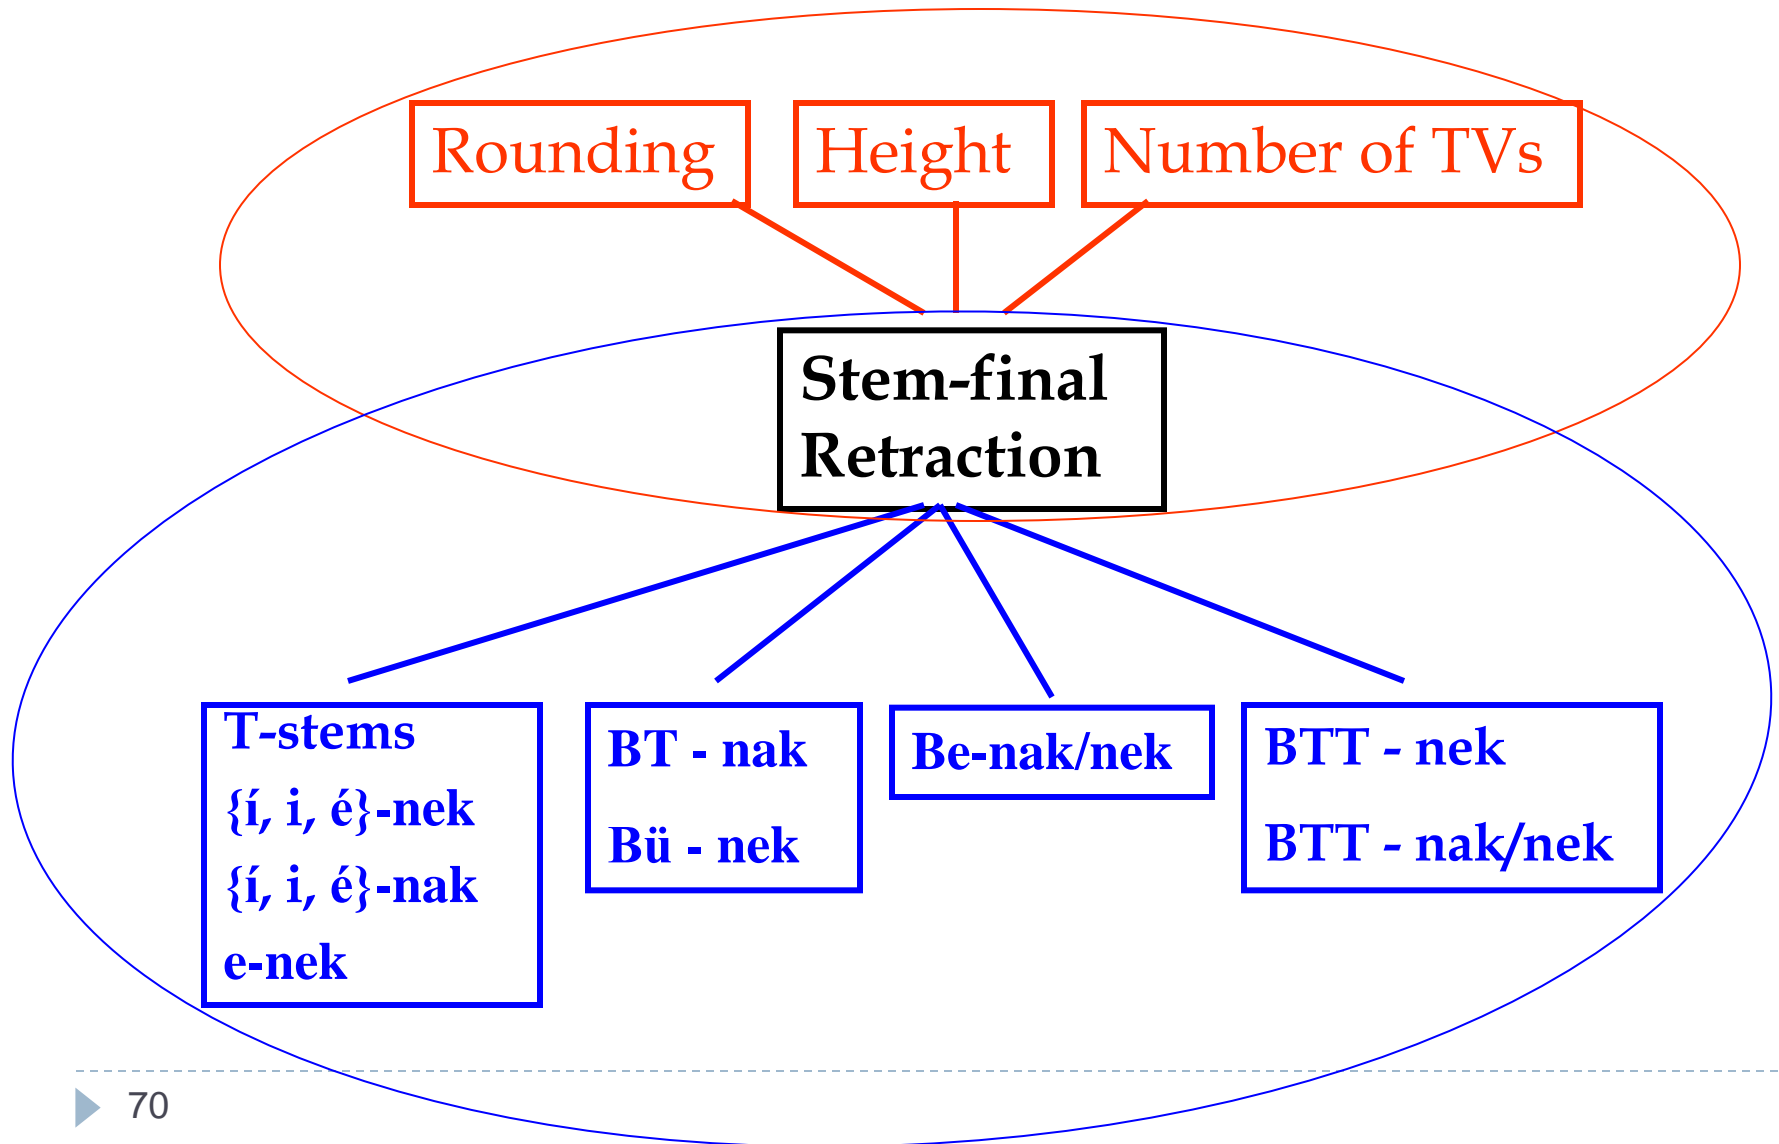 Rounding
Height
Number of TVs
Stem-final
Retraction
T-stems
{í, i, é}-nek
{í, i, é}-nak
e-nek
BT - nak
Bü - nek
Be-nak/nek
BTT - nek
BTT - nak/nek
70